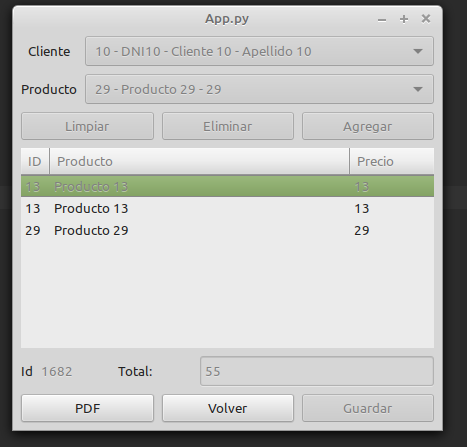 App.py
Cliente 10 - DNI10 - Cliente 10 - Apellido 10
Producto 29 - Producto 29 - 29
Limpiar Eliminar Agregar
ID Producto Precio
13 Producto 13 13
13 Producto 13 13
29 Producto 29 29
Id 1682 Total: 55
PDF Volver Guardar